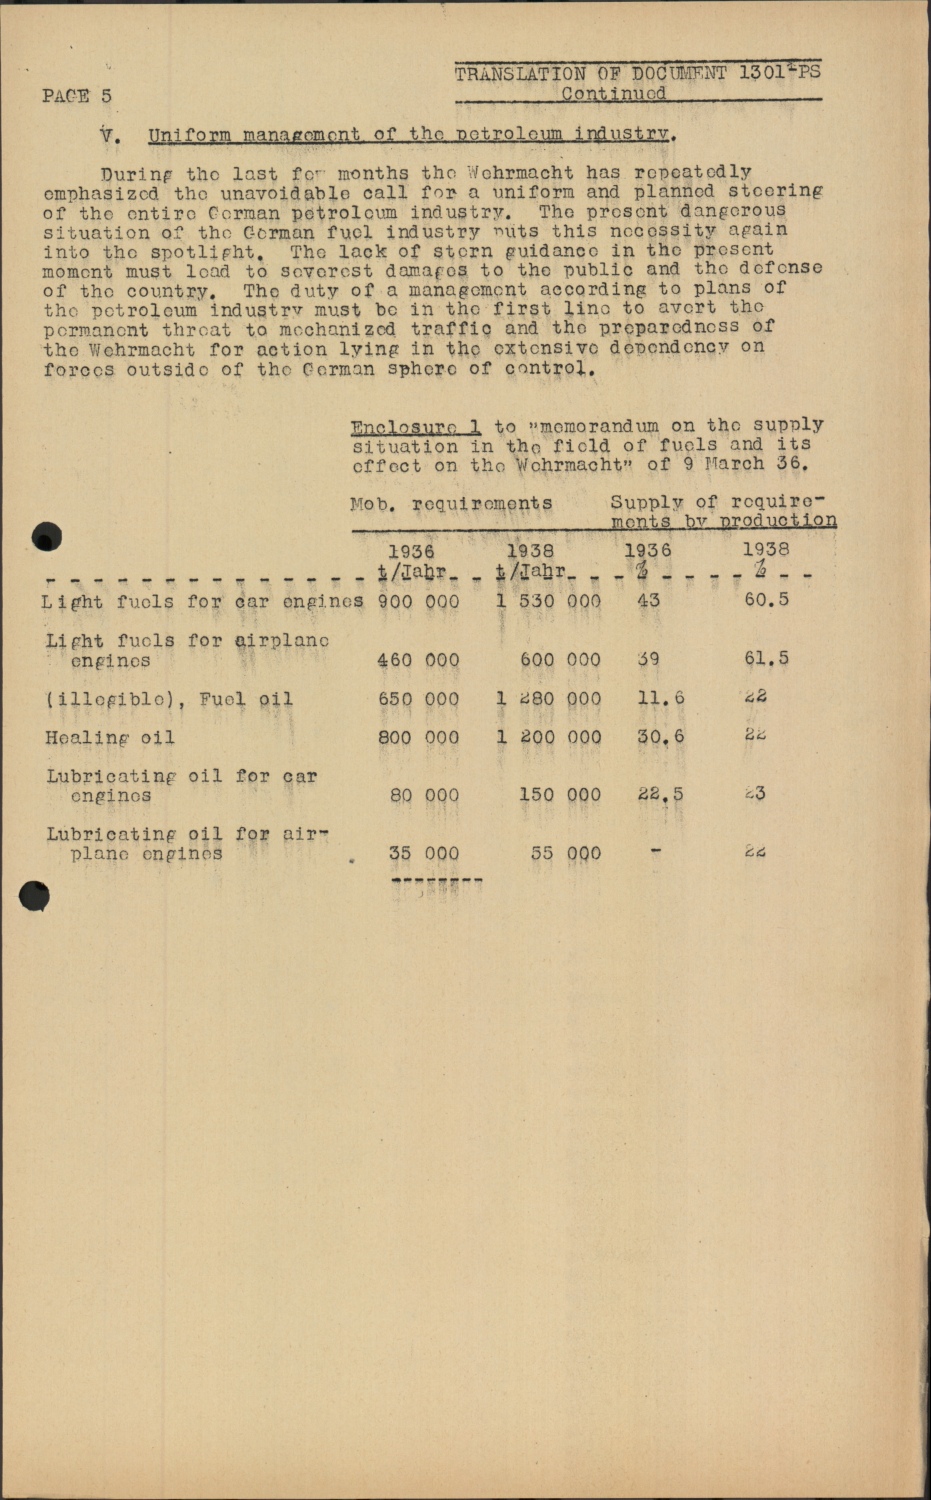 TRANSLATION OF DOCUMENT 1301-PS
PAGE 5 Continued
V. Uniform management of the petroleum industry.
During the last few months the Wehrmacht has repeatedly
emphasized the unavoidable call for a uniform and planned steering
of the entire German petroleum industry. The present dangerous
situation of the German fuel industry puts this necessity again
into the spotlight. The lack of stern guidance in the present
moment must lead to severest damages to the public and the defense
of the country. The duty of a management according to plans of
the petroleum industry must be in the first line to avert the
permanent threat to mechanized traffic and the preparedness of
the Wehrmacht for action lying in the extensive dependency on
forces outside of the German sphere of control.
Enclosure 1 to "memorandum on the supply
situation in the field of fuels and its
effect on the Wehrmacht" of 9 March 36.
Mob. requirements Supply of require-
ments by production
1936 1938 1936 1938
t/Jahr t/Jahr % %
Light fuels for car engines 900 000 1 530 000 43 60.5
Light fuels for airplane
engines 460 000 600 000 39 61.5
(illegible), Fuel oil 650 000 1 280 000 11.6 22
Healing oil 800 000 1 200 000 30.6 22
Lubricating oil for car
engines 80 000 150 000 22.5 23
Lubricating oil for air-
plane engines 35 000 55 000 - 22
--------